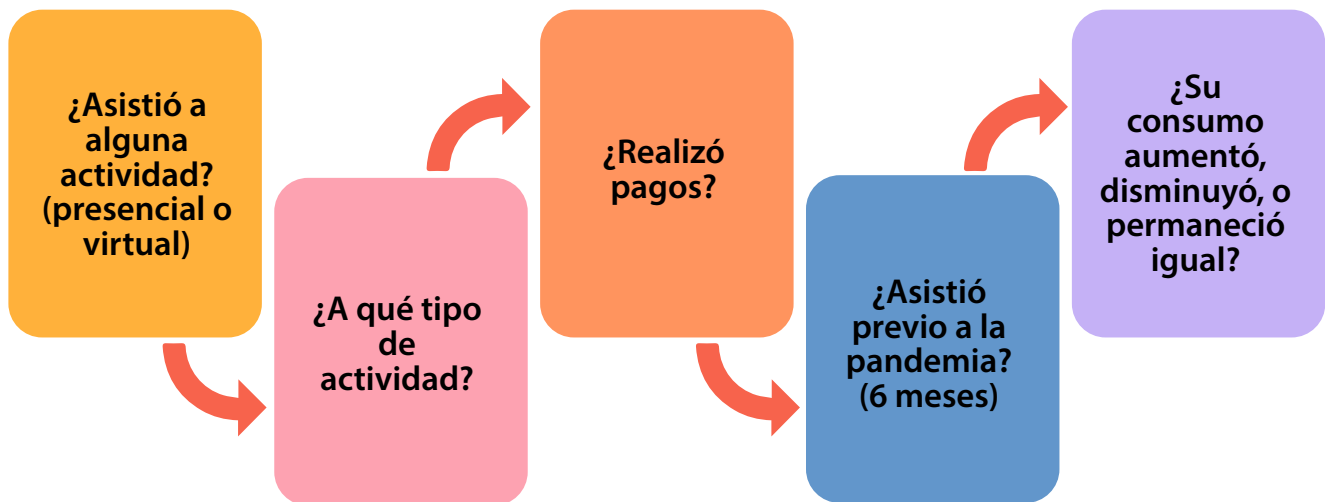 ¿Asistió a
alguna
actividad?
(presencial o
virtual)
¿A qué tipo
de
actividad?
¿Realizó
pagos?
¿Asistió
previo a la
pandemia?
(6 meses)
¿Su
consumo
aumentó,
disminuyó, o
permaneció
igual?